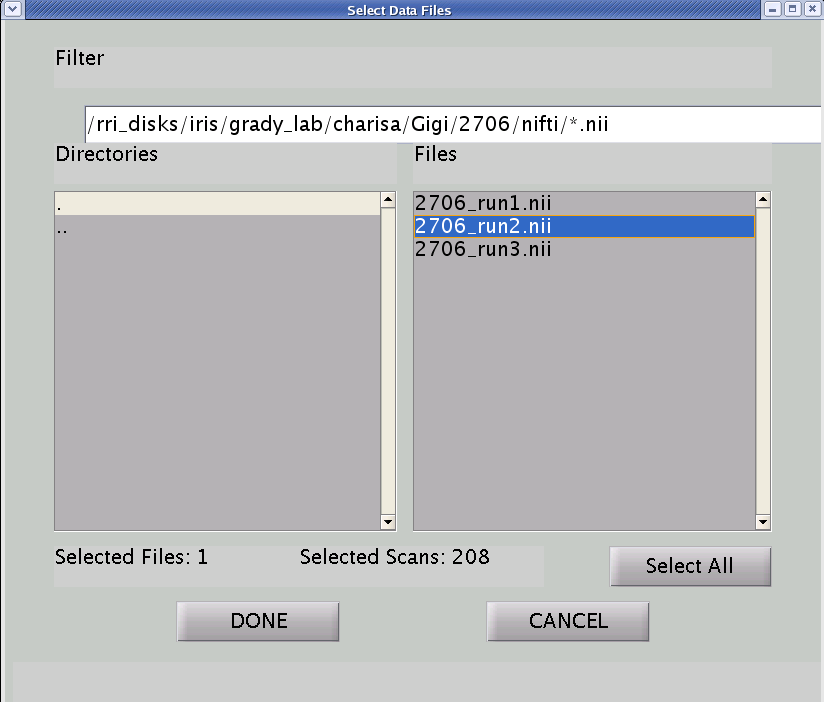 Select Data Files
Filter
/rri_disks/iris/grady_lab/charisa/Gigi/2706/nifti/*.nii
Directories
Files
.
..
2706_run1.nii
2706_run2.nii
2706_run3.nii
Selected Files: 1
Selected Scans: 208
Select All
DONE
CANCEL